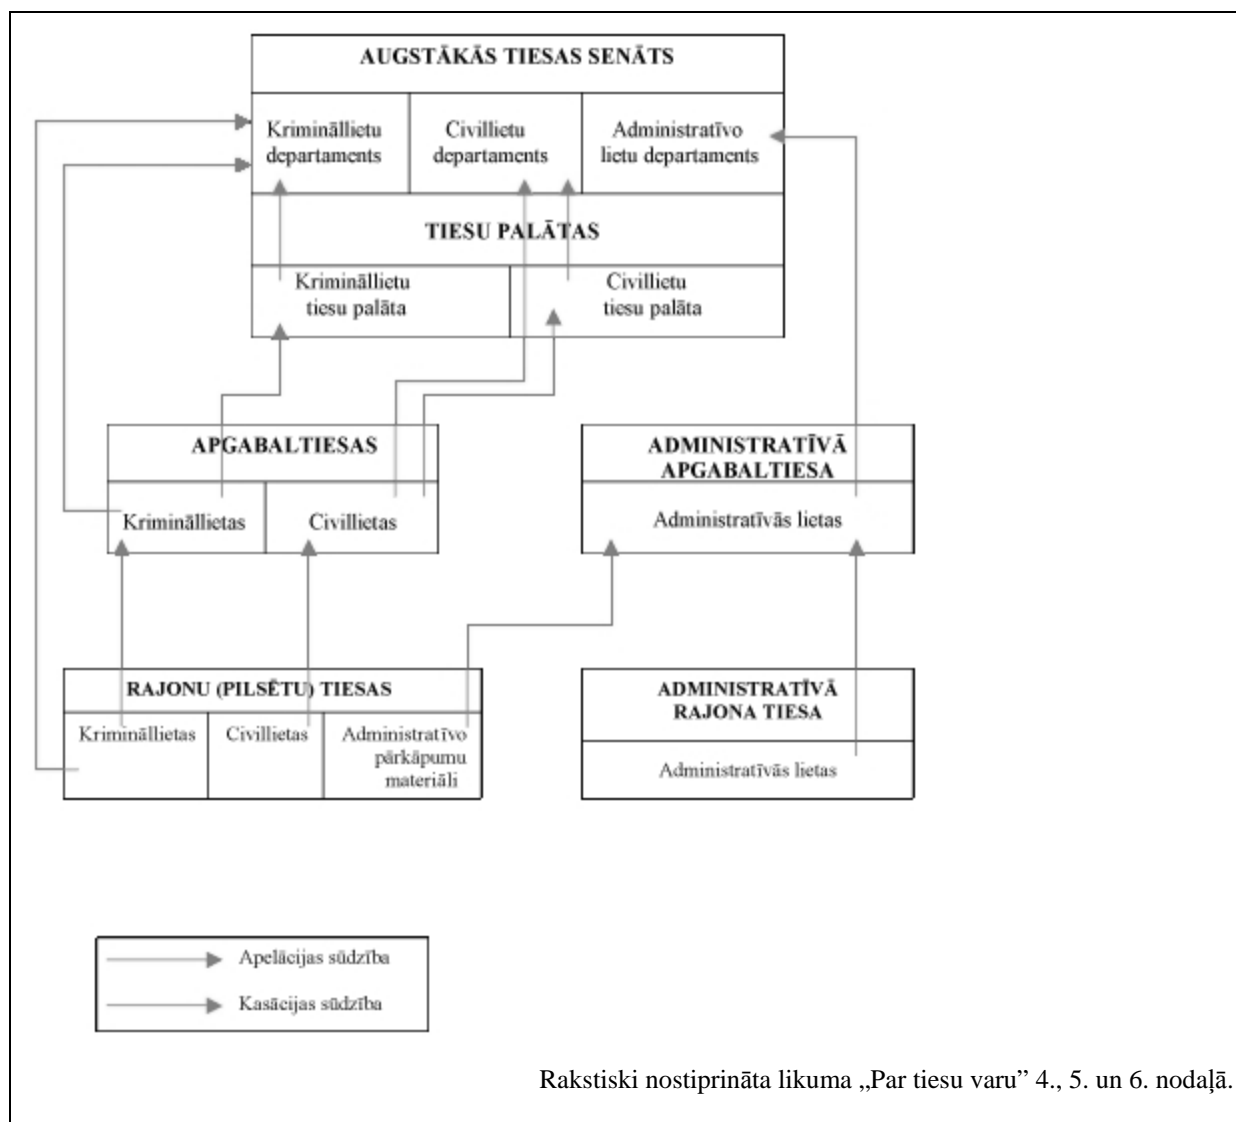 AUGSTĀKĀS TIESAS SENĀTS
Krimināllietu
departaments
Civillietu
departaments
Administratīvo
lietu departaments
TIESU PALĀTAS
Krimināllietu
tiesu palāta
Civillietu
tiesu palāta
APGABALTIESAS
Krimināllietas
Civillietas
ADMINISTRATĪVĀ
APGABALTIESA
Administratīvās lietas
RAJONU (PILSĒTU) TIESAS
Krimināllietas
Civillietas
Administratīvo
pārkāpumu
materiāli
ADMINISTRATĪVĀ
RAJONA TIESA
Administratīvās lietas
Apelācijas sūdzība
Kasācijas sūdzība
Rakstiski nostiprināta likuma „Par tiesu varu” 4., 5. un 6. nodaļā.